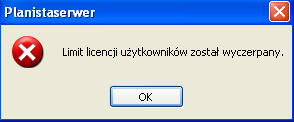 Planistaserwer
Limit licencji użytkowników został wyczerpany.
OK